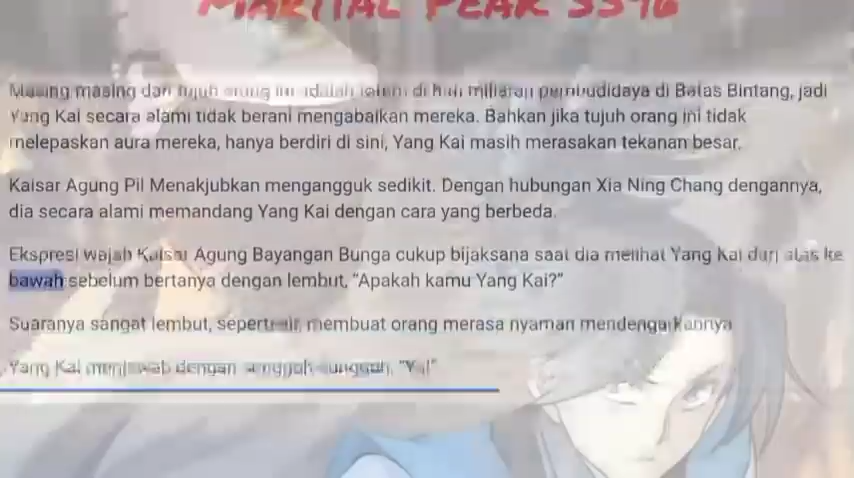 MARTIAL PEAK 3396
Masing masing dari tujuh orang ini adalah di miliaran pembudidaya di Batas Bintang, jadi
Yang Kai secara alami tidak berani mengabaikan mereka. Bahkan jika tujuh orang ini tidak
melepaskan aura mereka, hanya berdiri di sini, Yang Kai masih merasakan tekanan besar.
Kaisar Agung Pil Menakjubkan mengangguk sedikit. Dengan hubungan Xia Ning Chang dengannya,
dia secara alami memandang Yang Kai dengan cara yang berbeda.
Ekspresi wajah Kaisar Agung Bayangan Bunga cukup bijaksana saat dia melihat Yang Kai dari atas ke
bawah sebelum bertanya dengan lembut, "Apakah kamu Yang Kai?"
Suaranya sangat lembut, seperti air, membuat orang merasa nyaman mendengarkannya
Yang Kai menjawab dengan sungguh-sungguh, "Ya!"